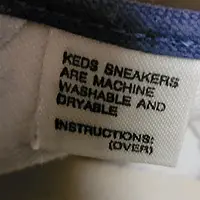 KEDS SNEAKERS
ARE MACHINE
WASHABLE AND
DRYABLE
INSTRUCTIONS:
(OVER)